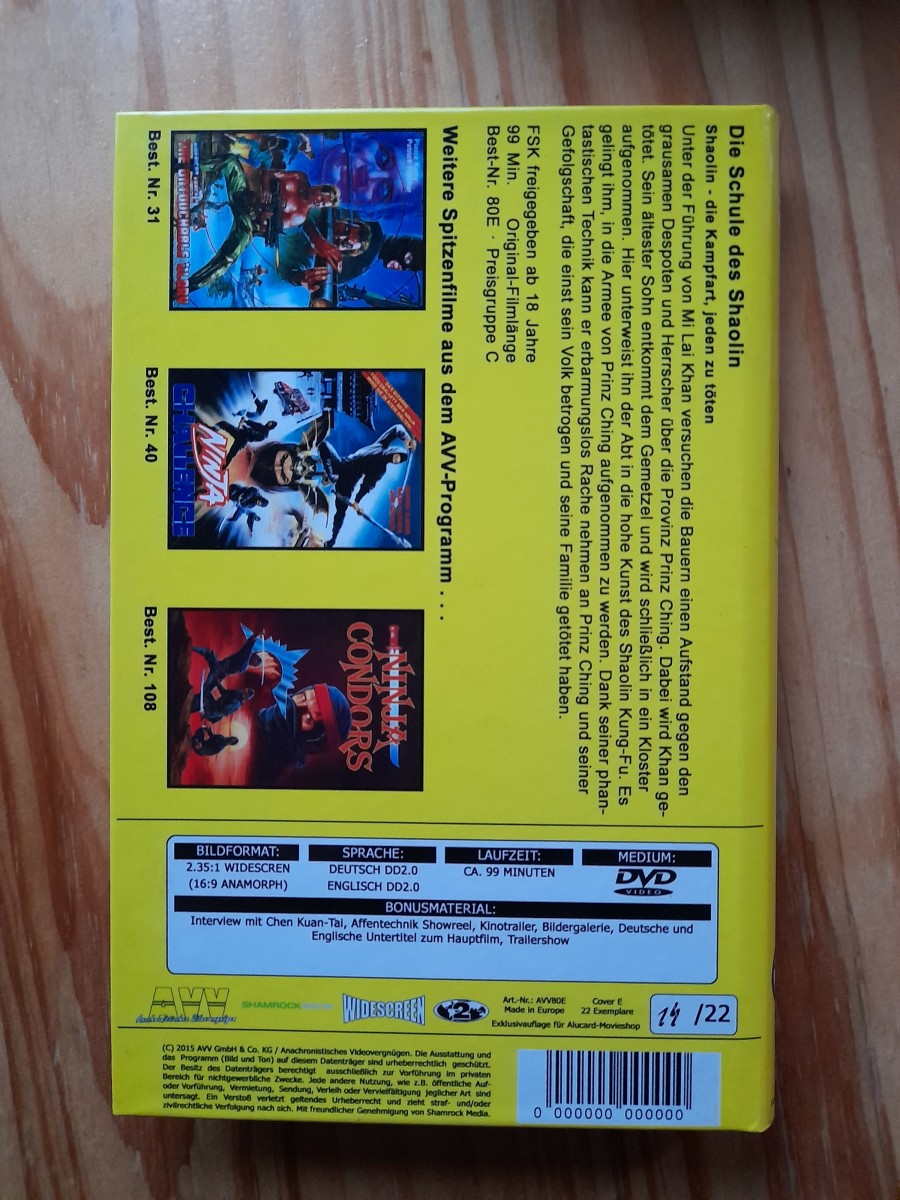 Die Schule des Shaolin
Shaolin - die Kampfart, jeden zu töten
Unter der Führung von Mi Lai Khan versuchen die Bauern einen Aufstand gegen den
grausamen Despoten und Herrscher über die Provinz Prinz Ching. Dabei wird Khan ge-
tötet. Sein ältester Sohn entkommt dem Gemetzel und wird schließlich in ein Kloster
aufgenommen. Hier unterweist ihn der Abt in die hohe Kunst des Shaolin Kung-Fu. Es
gelingt ihm, in die Armee von Prinz Ching aufgenommen zu werden. Dank seiner phan-
tastischen Technik kann er erbarmungslos Rache nehmen an Prinz Ching und seiner
Gefolgschaft, die einst sein Volk betrogen und seine Familie getötet haben.
FSK freigegeben ab 18 Jahre
99 Min. Original-Filmlänge
Best-Nr. 80E · Preisgruppe C
Weitere Spitzenfilme aus dem AVV-Programm . . .
THE UNTOUCHABLE GLORY
NINJA
CHALLENGE
NINJA
CONDORS
Best. Nr. 31
Best. Nr. 40
Best. Nr. 108
BILDFORMAT:
2.35:1 WIDESCREN
(16:9 ANAMORPH)
SPRACHE:
DEUTSCH DD2.0
ENGLISCH DD2.0
LAUFZEIT:
CA. 99 MINUTEN
MEDIUM:
DVD
VIDEO
BONUSMATERIAL:
Interview mit Chen Kuan-Tai, Affentechnik Showreel, Kinotrailer, Bildergalerie, Deutsche und
Englische Untertitel zum Hauptfilm, Trailershow
AVV
Anachronistisches Videovergnügen
SHAMROCK MEDIA
WIDESCREEN
2
Art.-Nr.: AVV80E
Made in Europe
Cover E
22 Exemplare
Exklusivauflage für Alucard-Movieshop
14 /22
(C) 2015 AVV GmbH & Co. KG / Anachronistisches Videovergnügen. Die Ausstattung und
das Programm (Bild und Ton) auf diesem Datenträger sind urheberrechtlich geschützt.
Der Besitz des Datenträgers berechtigt ausschließlich zur Vorführung im privaten
Bereich für nichtgewerbliche Zwecke. Jede andere Nutzung, wie z.B. öffentliche Auf-
oder Vorführung, Vermietung, Sendung, Verleih oder Vervielfältigung jeglicher Art sind
untersagt. Ein Verstoß verletzt geltendes Urheberrecht und zieht straf- und/oder
zivilrechtliche Verfolgung nach sich. Mit freundlicher Genehmigung von Shamrock Media.
0 000000 000000